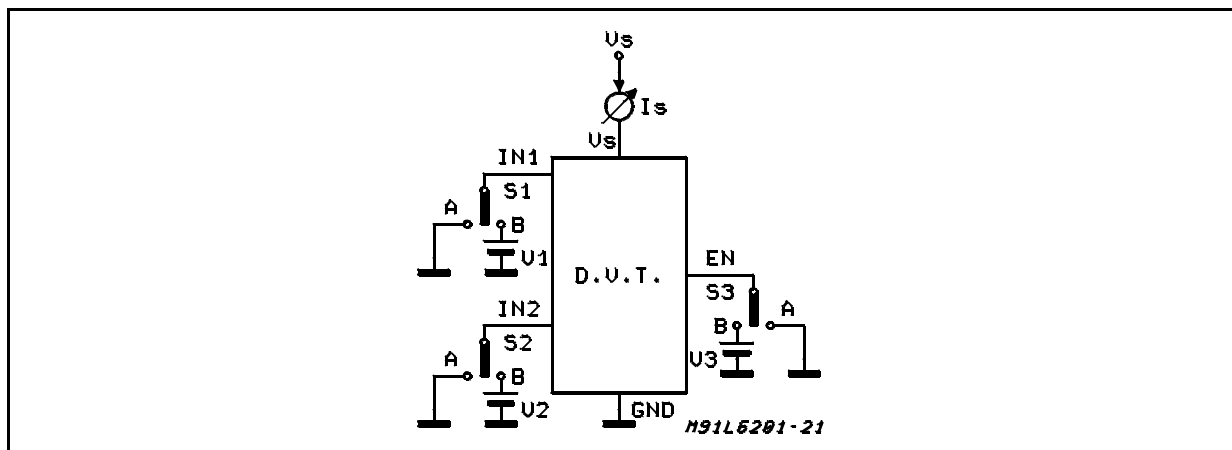 Vs
Is
Vs
IN1
S1
A
B
V1
D.V.T.
EN
S3
A
B
V3
IN2
S2
A
B
V2
GND
M91L6201-21